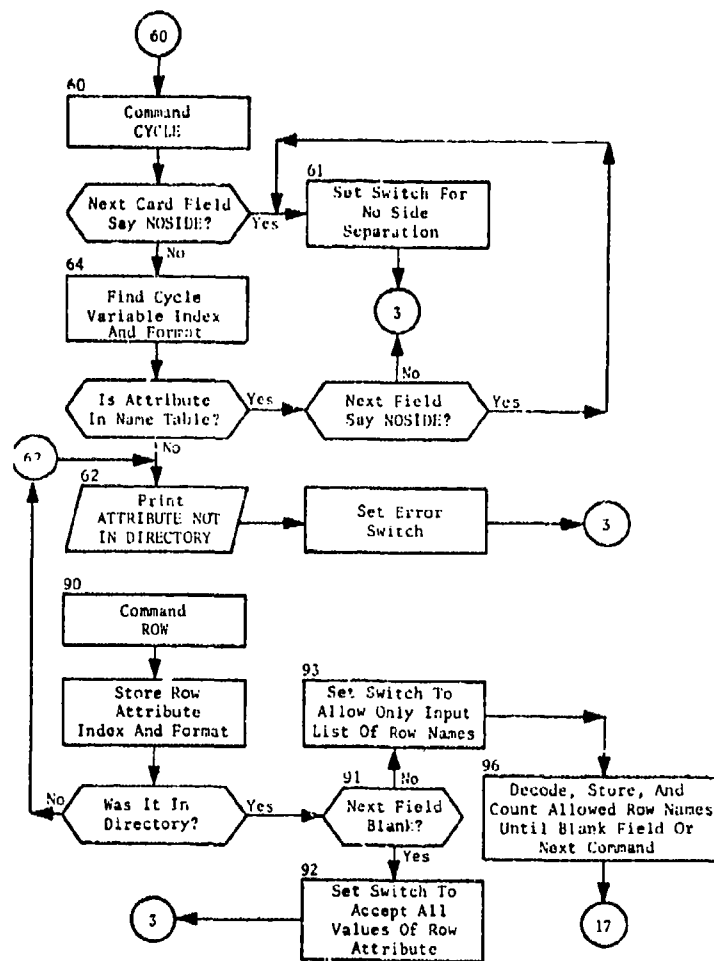 60
60
Command
CYCLE
Next Card Field
Say NOSIDE?
Yes
61
Set Switch For
No Side
Separation
No
64
Find Cycle
Variable Index
And Format
3
No
Is Attribute
In Name Table?
Yes
Next Field
Say NOSIDE?
Yes
62
No
62
Print
ATTRIBUTE NOT
IN DIRECTORY
Set Error
Switch
3
90
Command
ROW
Store Row
Attribute
Index And Format
93
Set Switch To
Allow Only Input
List Of Row Names
No
Was It In
Directory?
Yes
91
No
Next Field
Blank?
96
Decode, Store, And
Count Allowed Row Names
Until Blank Field Or
Next Command
Yes
92
Set Switch To
Accept All
Values Of Row
Attribute
3
17